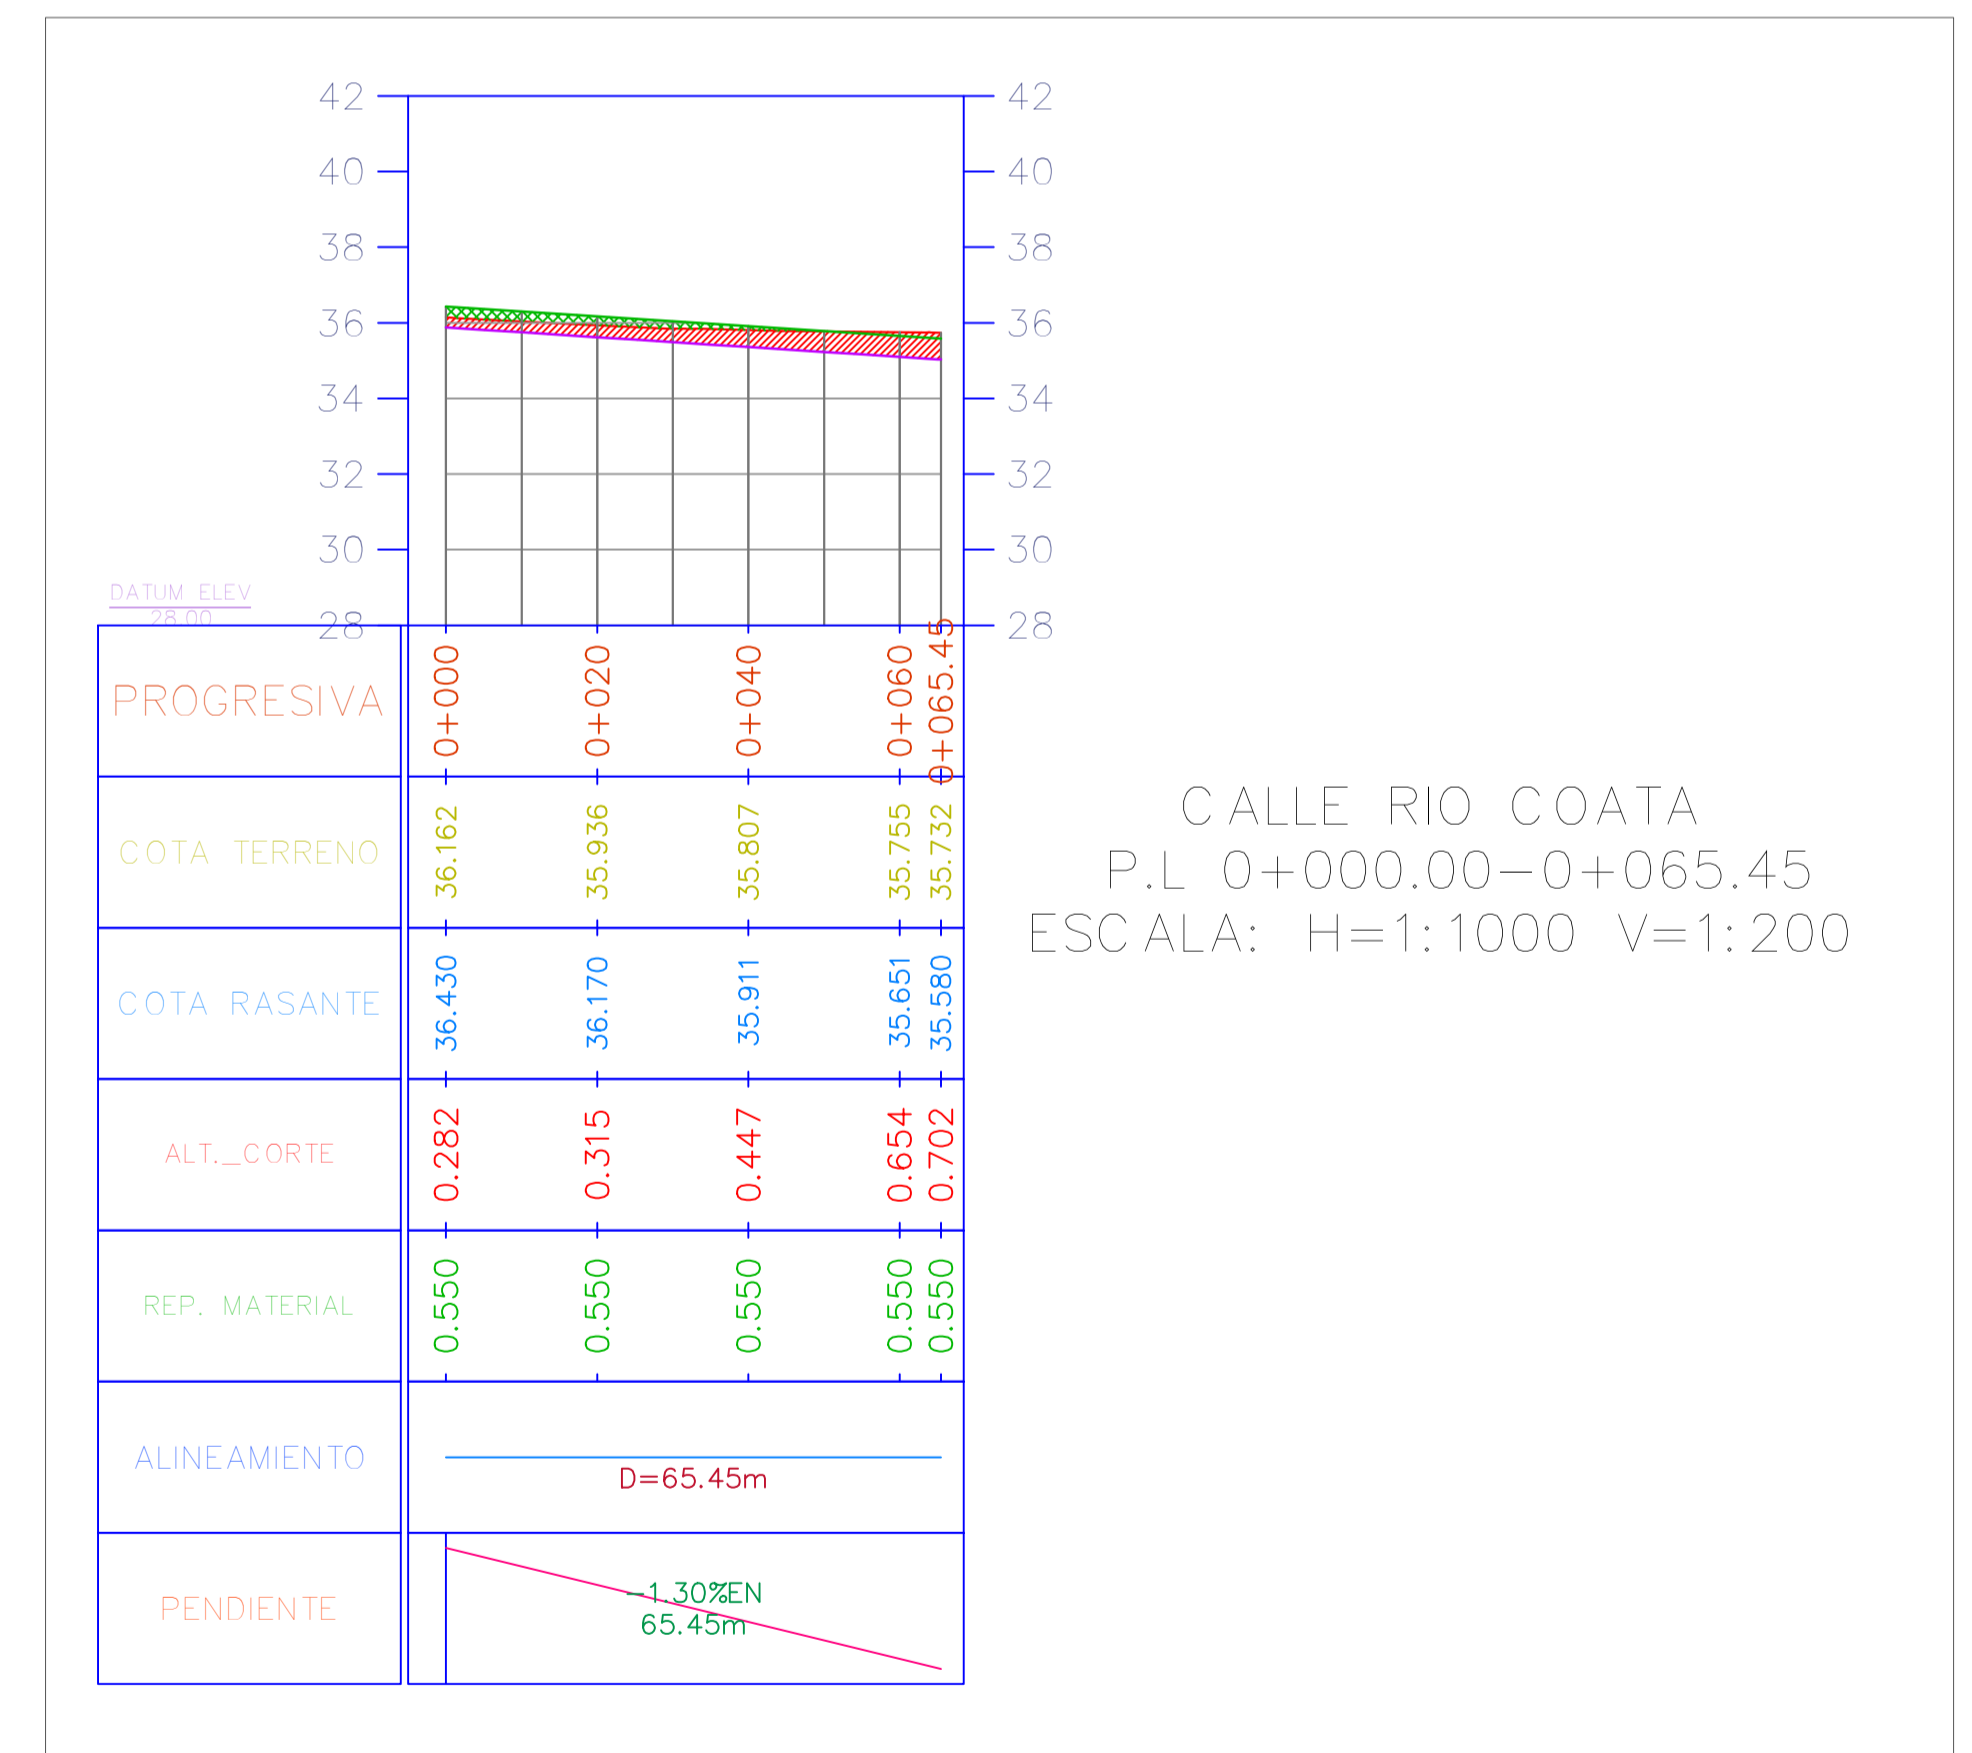 42 42
40 40
38 38
36 36
34 34
32 32
30 30
28 28
DATUM ELEV
28.00
PROGRESIVA 0+000 0+020 0+040 0+060 0+065.45
COTA TERRENO 36.162 35.936 35.807 35.755 35.732
COTA RASANTE 36.430 36.170 35.911 35.651 35.580
ALT._CORTE 0.282 0.315 0.447 0.654 0.702
REP. MATERIAL 0.550 0.550 0.550 0.550 0.550
ALINEAMIENTO
D=65.45m
PENDIENTE
-1.30%EN
65.45m
CALLE RIO COATA
P.L 0+000.00-0+065.45
ESCALA: H=1:1000 V=1:200